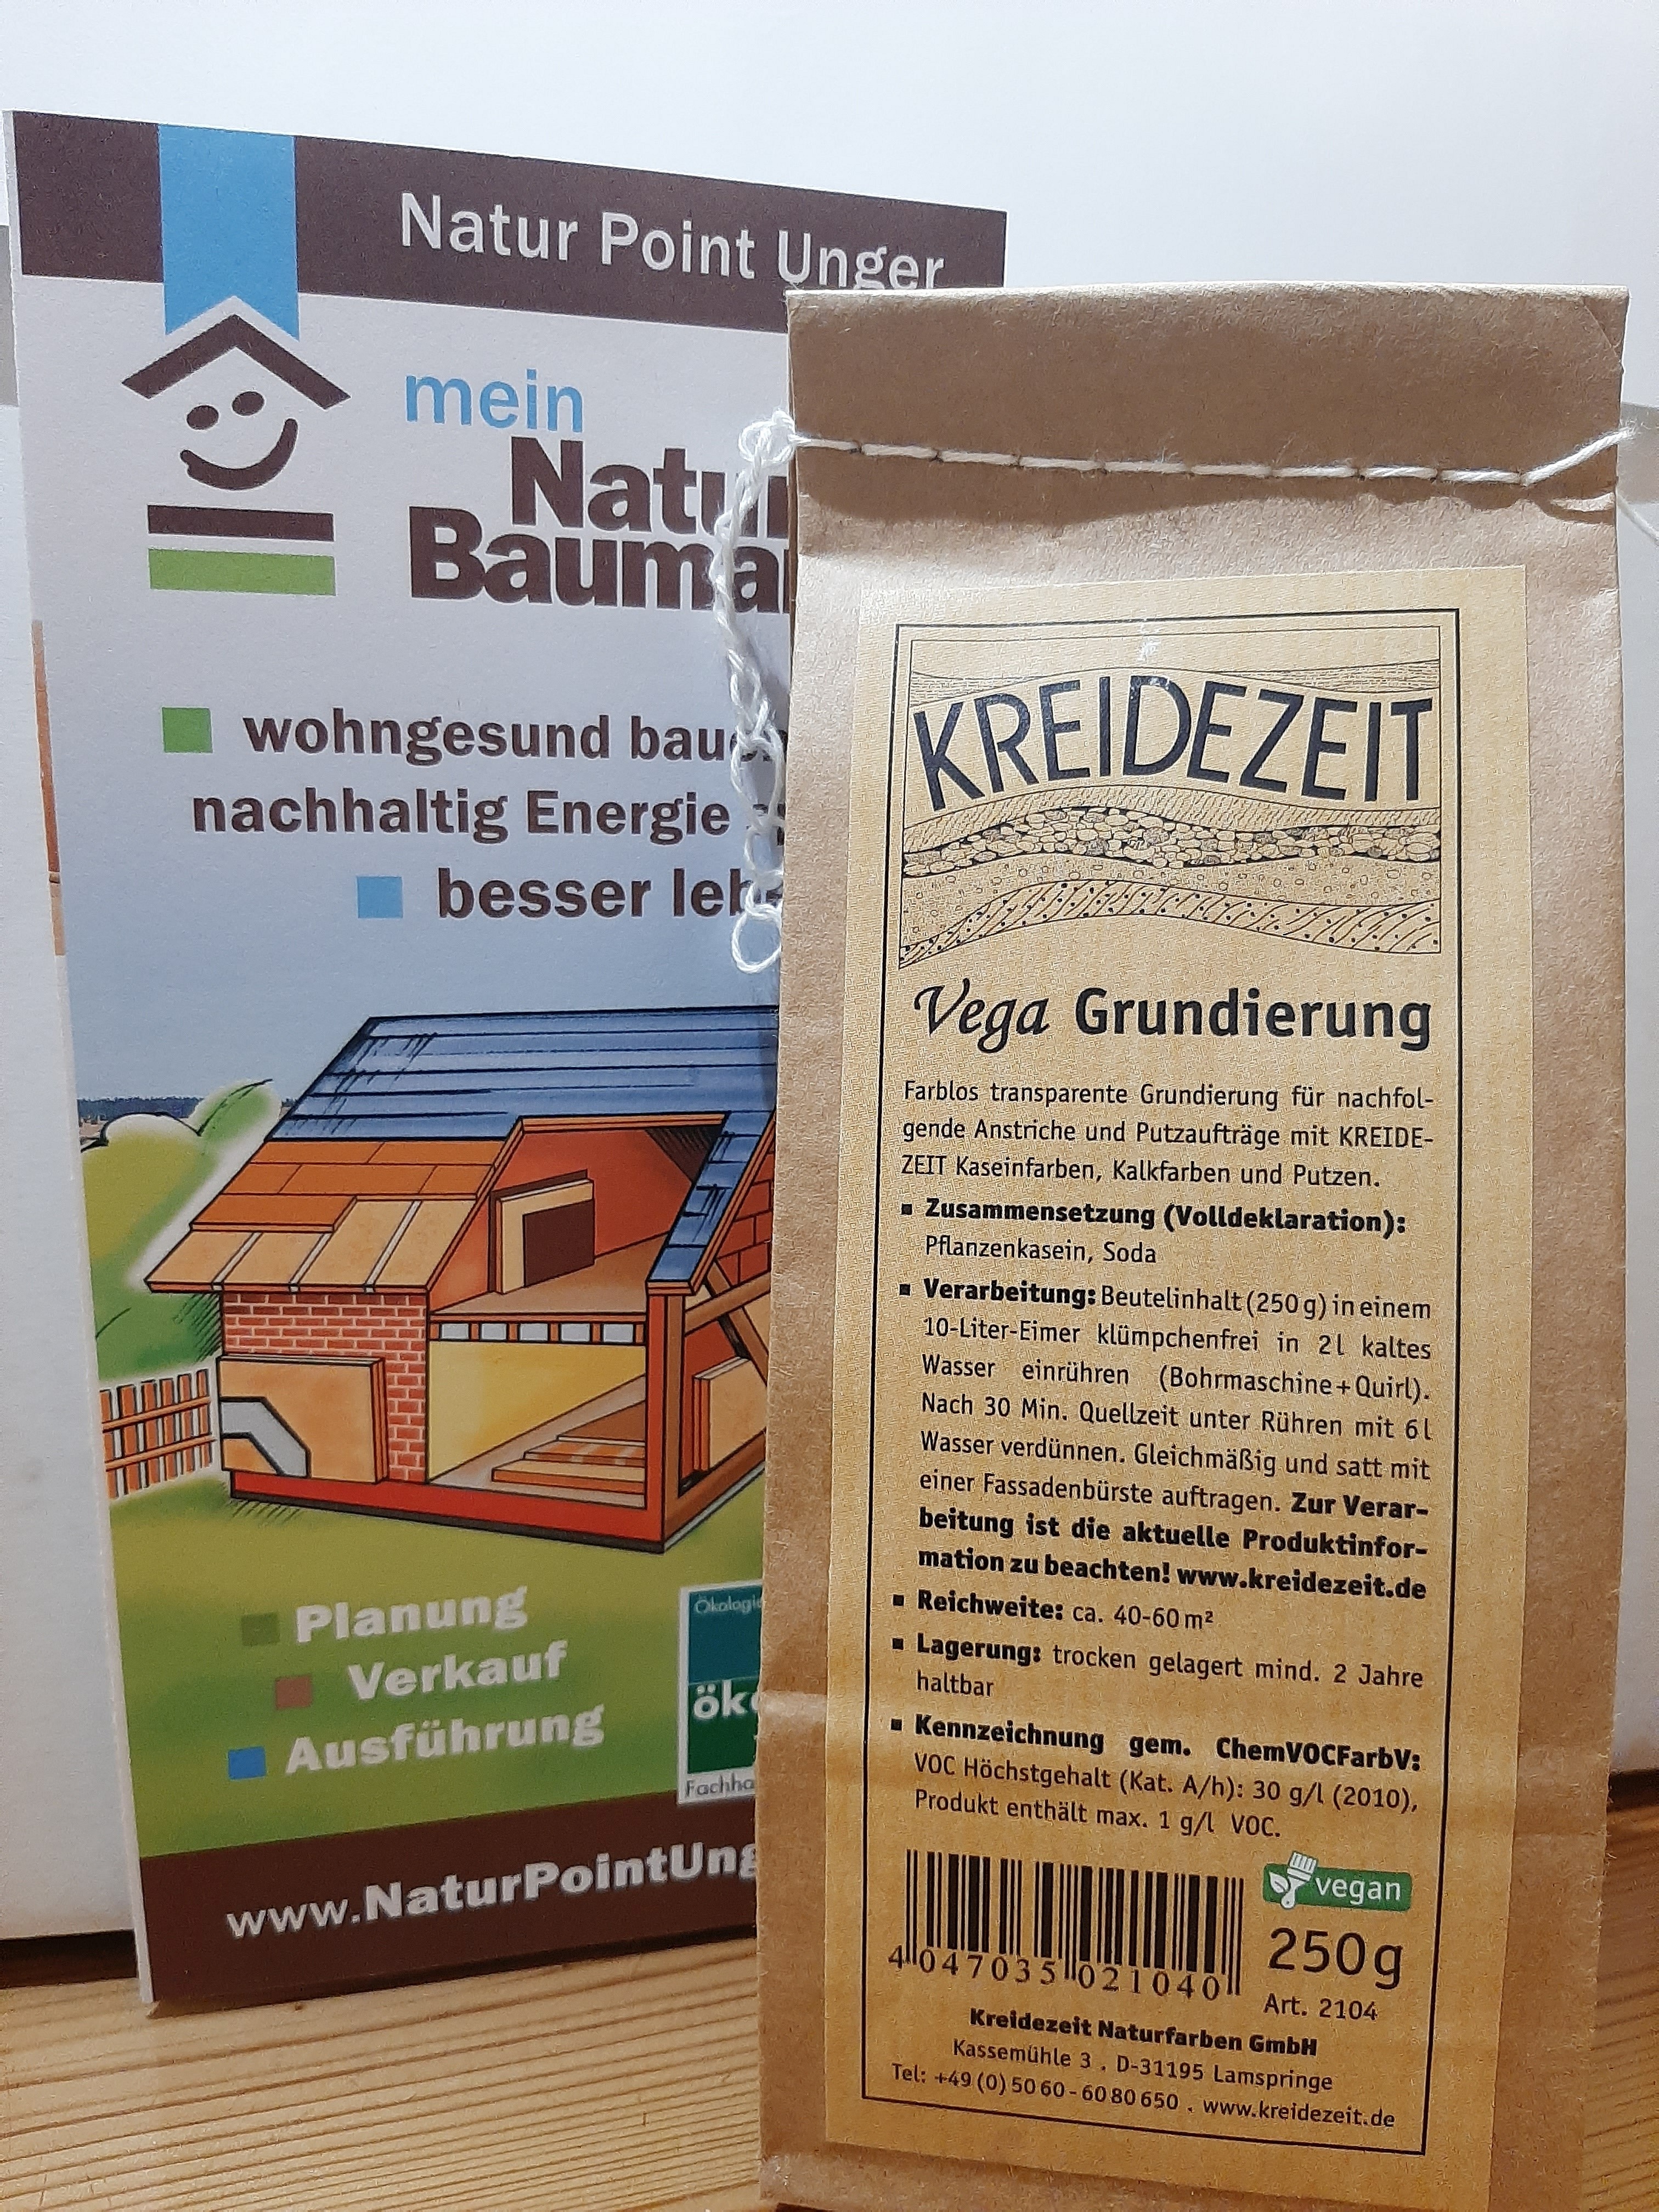 Natur Point Unger
mein
Natur
Baumar
wohngesund bauen
nachhaltig Energie
besser leb
Planung
Verkauf
Ausführung
Ökologi
ök
Fachha
www.NaturPointUng
KREIDEZEIT
Vega Grundierung
Farblos transparente Grundierung für nachfol-
gende Anstriche und Putzaufträge mit KREIDE-
ZEIT Kaseinfarben, Kalkfarben und Putzen.
▪ Zusammensetzung (Volldeklaration):
Pflanzenkasein, Soda
▪ Verarbeitung: Beutelinhalt (250 g) in einem
10-Liter-Eimer klümpchenfrei in 2 l kaltes
Wasser einrühren (Bohrmaschine+Quirl).
Nach 30 Min. Quellzeit unter Rühren mit 6 l
Wasser verdünnen. Gleichmäßig und satt mit
einer Fassadenbürste auftragen. Zur Verar-
beitung ist die aktuelle Produktinfor-
mation zu beachten! www.kreidezeit.de
▪ Reichweite: ca. 40-60 m²
▪ Lagerung: trocken gelagert mind. 2 Jahre
haltbar
▪ Kennzeichnung gem. ChemVOCFarbV:
VOC Höchstgehalt (Kat. A/h): 30 g/l (2010),
Produkt enthält max. 1 g/l VOC.
vegan
4 047035 021040
250 g
Art. 2104
Kreidezeit Naturfarben GmbH
Kassemühle 3 . D-31195 Lamspringe
Tel: +49 (0) 50 60 - 60 80 650 . www.kreidezeit.de